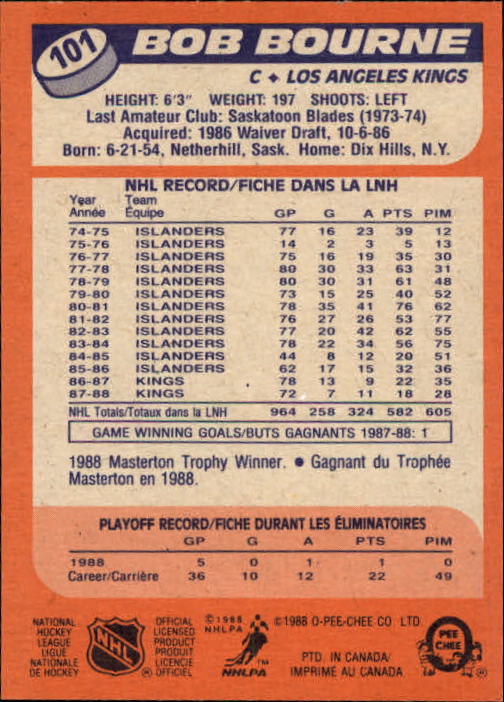 101
BOB BOURNE
C ♦ LOS ANGELES KINGS
HEIGHT: 6'3" WEIGHT: 197 SHOOTS: LEFT
Last Amateur Club: Saskatoon Blades (1973-74)
Acquired: 1986 Waiver Draft, 10-6-86
Born: 6-21-54, Netherhill, Sask. Home: Dix Hills, N.Y.
NHL RECORD/FICHE DANS LA LNH
Year Team
Année Équipe GP G A PTS PIM
74-75 ISLANDERS 77 16 23 39 12
75-76 ISLANDERS 14 2 3 5 13
76-77 ISLANDERS 75 16 19 35 30
77-78 ISLANDERS 80 30 33 63 31
78-79 ISLANDERS 80 30 31 61 48
79-80 ISLANDERS 73 15 25 40 52
80-81 ISLANDERS 78 35 41 76 62
81-82 ISLANDERS 76 27 26 53 77
82-83 ISLANDERS 77 20 42 62 55
83-84 ISLANDERS 78 22 34 56 75
84-85 ISLANDERS 44 8 12 20 51
85-86 ISLANDERS 62 17 15 32 36
86-87 KINGS 78 13 9 22 35
87-88 KINGS 72 7 11 18 28
NHL Totals/Totaux dans la LNH 964 258 324 582 605
GAME WINNING GOALS/BUTS GAGNANTS 1987-88: 1
1988 Masterton Trophy Winner. ● Gagnant du Trophée
Masterton en 1988.
PLAYOFF RECORD/FICHE DURANT LES ÉLIMINATOIRES
GP G A PTS PIM
1988 5 0 1 1 0
Career/Carrière 36 10 12 22 49
NATIONAL
HOCKEY
LEAGUE
LIGUE
NATIONALE
DE HOCKEY
NHL
®
OFFICIAL
LICENSED
PRODUCT
PRODUIT
LICENCIÉ
OFFICIEL
© 1988
NHLPA
™
NHLPA
© 1988 O-PEE-CHEE CO. LTD.
PTD. IN CANADA/
IMPRIMÉ AU CANADA
O
PEE
CHEE
®